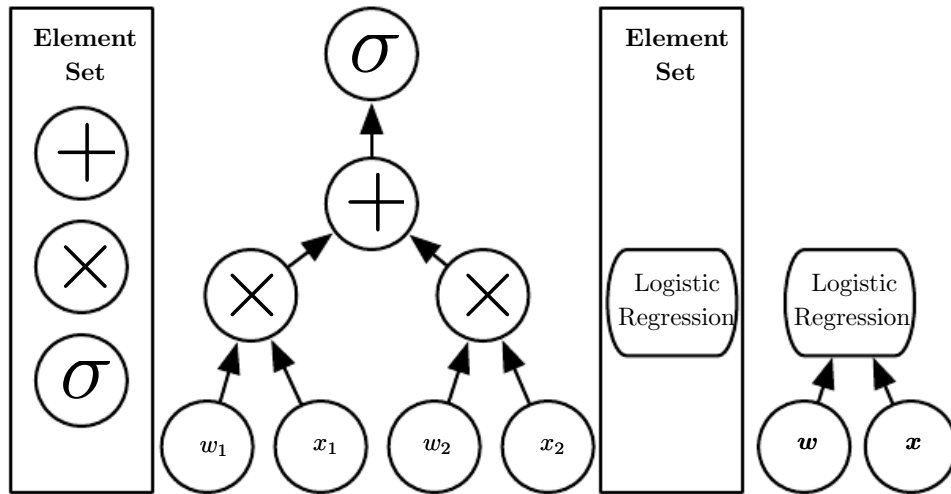 Element
Set
+
×
σ
σ
+
×
×
w₁
x₁
w₂
x₂
Element
Set
Logistic
Regression
Logistic
Regression
w
x